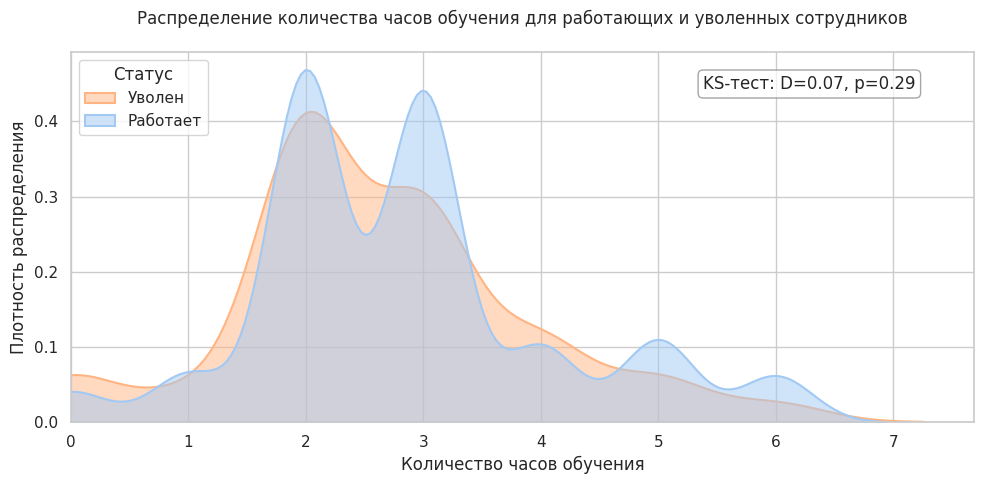 Распределение количества часов обучения для работающих и уволенных сотрудников
Статус
Уволен
Работает
KS-тест: D=0.07, p=0.29
Плотность распределения
0.4
0.3
0.2
0.1
0.0
0 1 2 3 4 5 6 7
Количество часов обучения